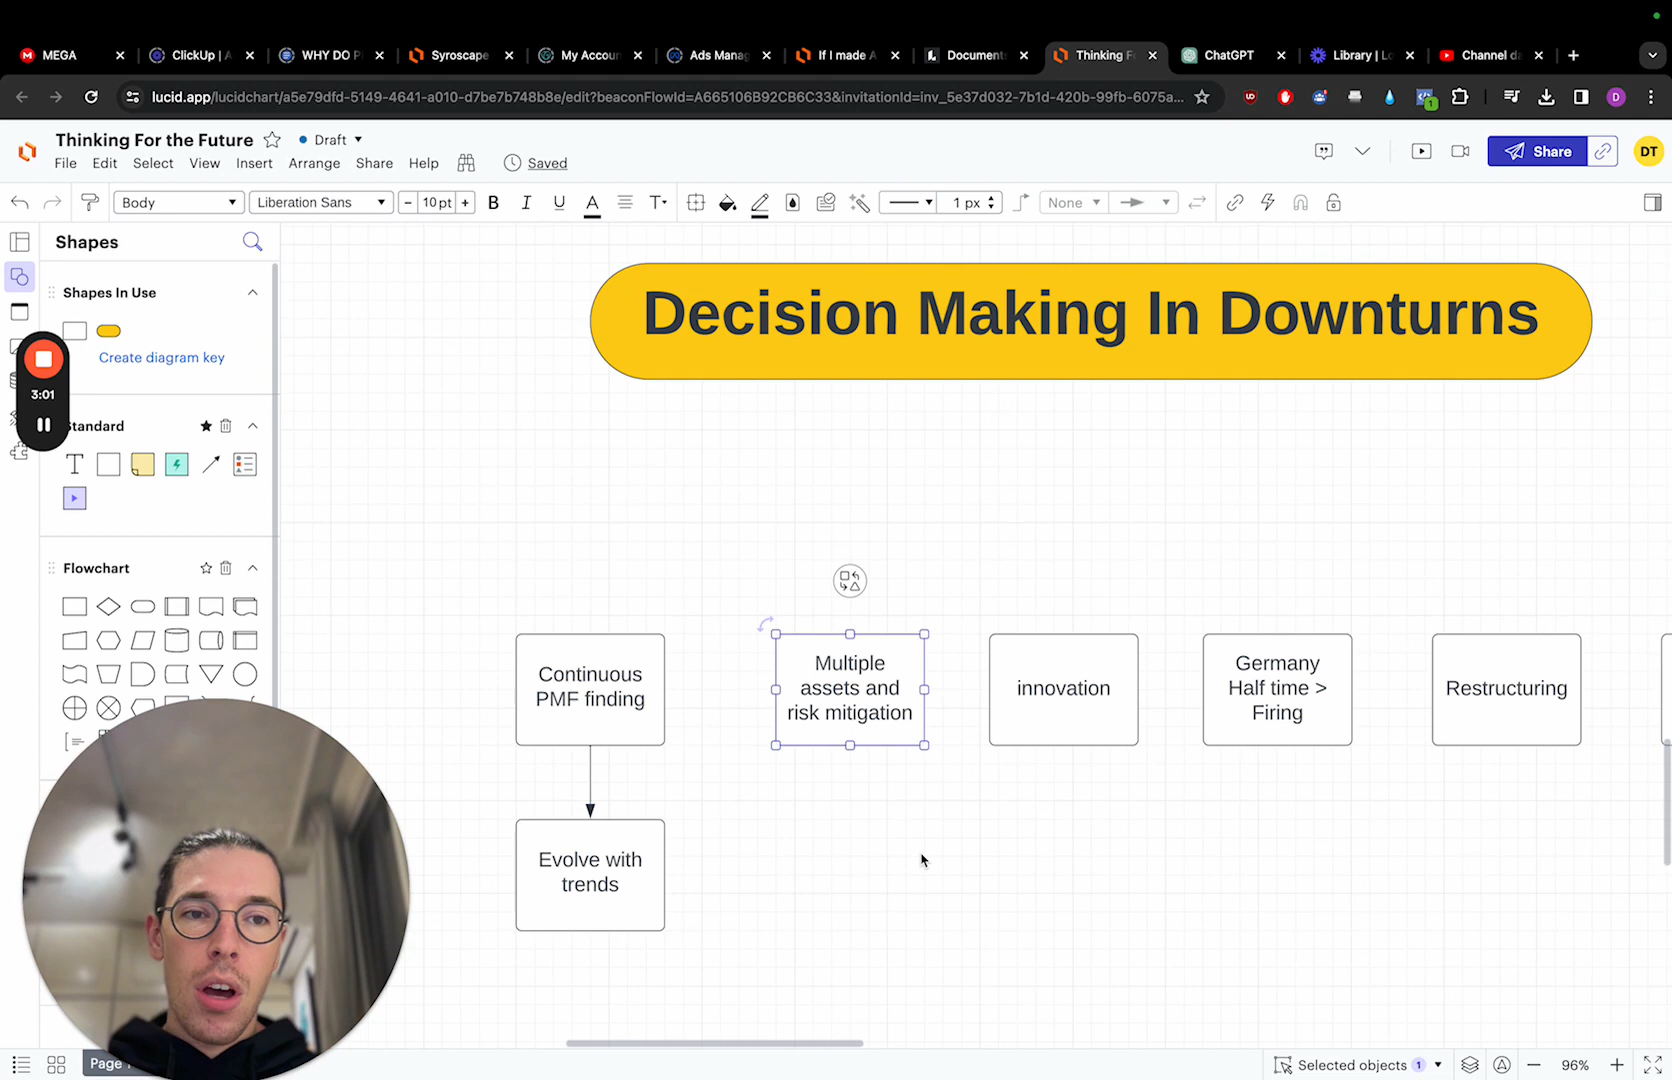 MEGA
ClickUp | A
WHY DO P
Syroscape
My Accoun
Ads Manag
If I made A
Document
Thinking F
ChatGPT
Library | Lo
Channel da
lucid.app/lucidchart/a5e79dfd-5149-4641-a010-d7be7b748b8e/edit?beaconFlowId=A665106B92CB6C33&invitationId=inv_5e37d032-7b1d-420b-99fb-6075a...
1
D
Thinking For the Future
Draft
File
Edit
Select
View
Insert
Arrange
Share
Help
Saved
Share
DT
Body
Liberation Sans
10 pt
1 px
None
Shapes
Shapes In Use
Create diagram key
3:01
Standard
Flowchart
Decision Making In Downturns
Continuous
PMF finding
Multiple
assets and
risk mitigation
innovation
Germany
Half time >
Firing
Restructuring
Evolve with
trends
Page
Selected objects
1
96%